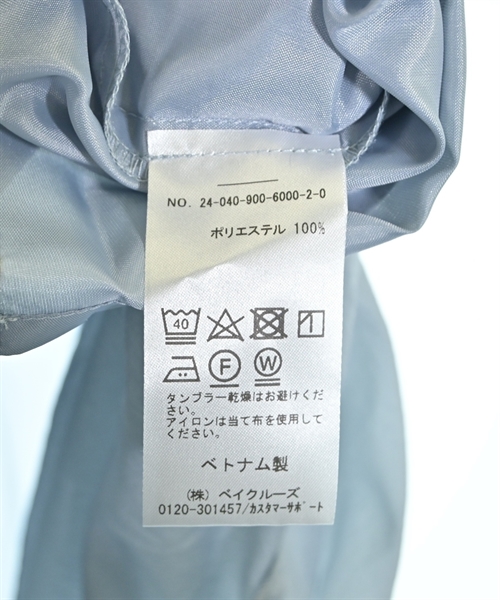 NO. 24-040-900-6000-2-0
ポリエステル 100%
40
F W
タンブラー乾燥はお避けくだ
さい。
アイロンは当て布を使用して
ください。
ベトナム製
(株) ベイクルーズ
0120-301457/カスタマーサポート